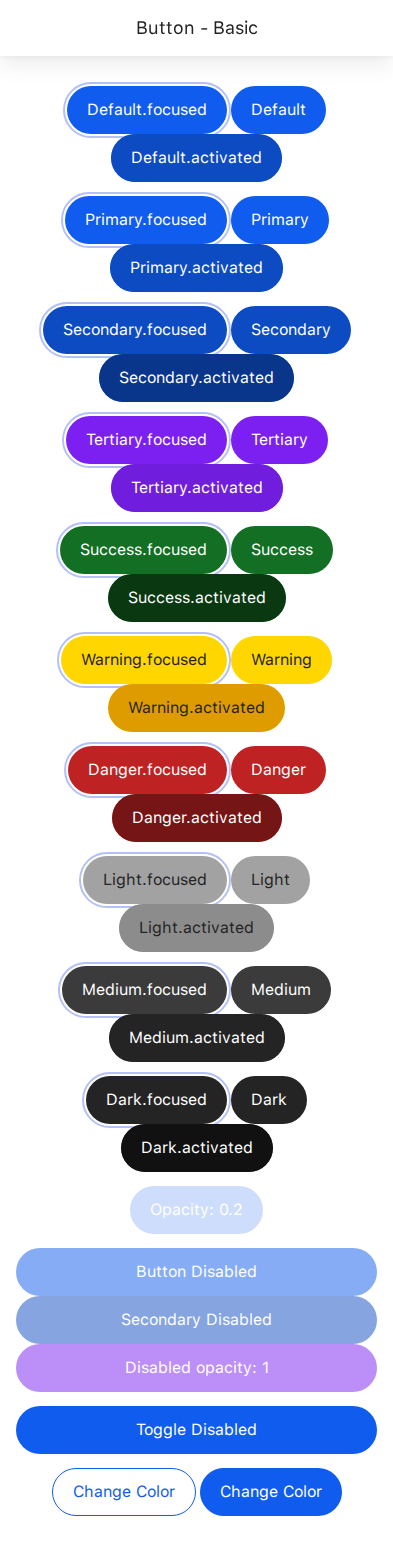 Button - Basic
Default.focused Default
Default.activated
Primary.focused Primary
Primary.activated
Secondary.focused Secondary
Secondary.activated
Tertiary.focused Tertiary
Tertiary.activated
Success.focused Success
Success.activated
Warning.focused Warning
Warning.activated
Danger.focused Danger
Danger.activated
Light.focused Light
Light.activated
Medium.focused Medium
Medium.activated
Dark.focused Dark
Dark.activated
Opacity: 0.2
Button Disabled
Secondary Disabled
Disabled opacity: 1
Toggle Disabled
Change Color Change Color